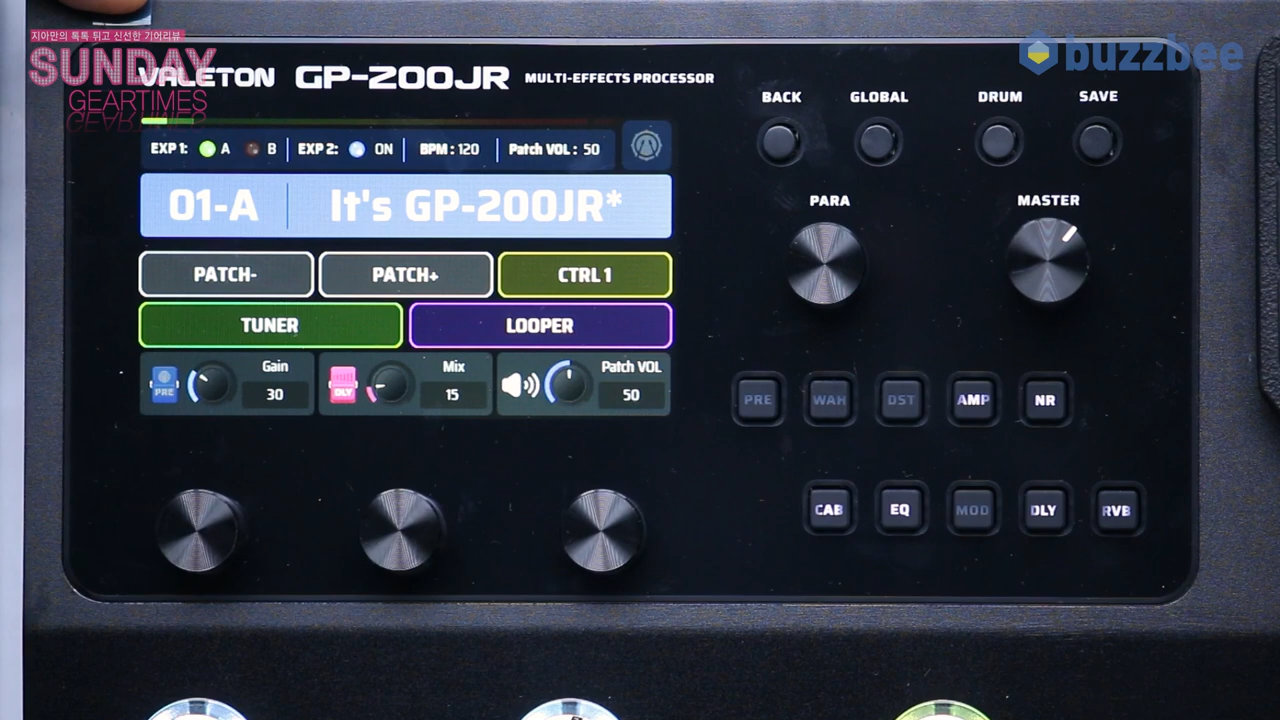 지아만의 톡톡 튀고 신선한 기어리뷰
SUNDAY
GEARTIMES
buzzbee
VALETON GP-200JR MULTI-EFFECTS PROCESSOR
BACK GLOBAL DRUM SAVE
EXP 1: A B EXP 2: ON BPM : 120 Patch VOL : 50
01-A It's GP-200JR*
PARA MASTER
PATCH- PATCH+ CTRL 1
TUNER LOOPER
PRE Gain 30 DLY Mix 15 Patch VOL 50
PRE WAH DST AMP NR
CAB EQ MOD DLY RVB